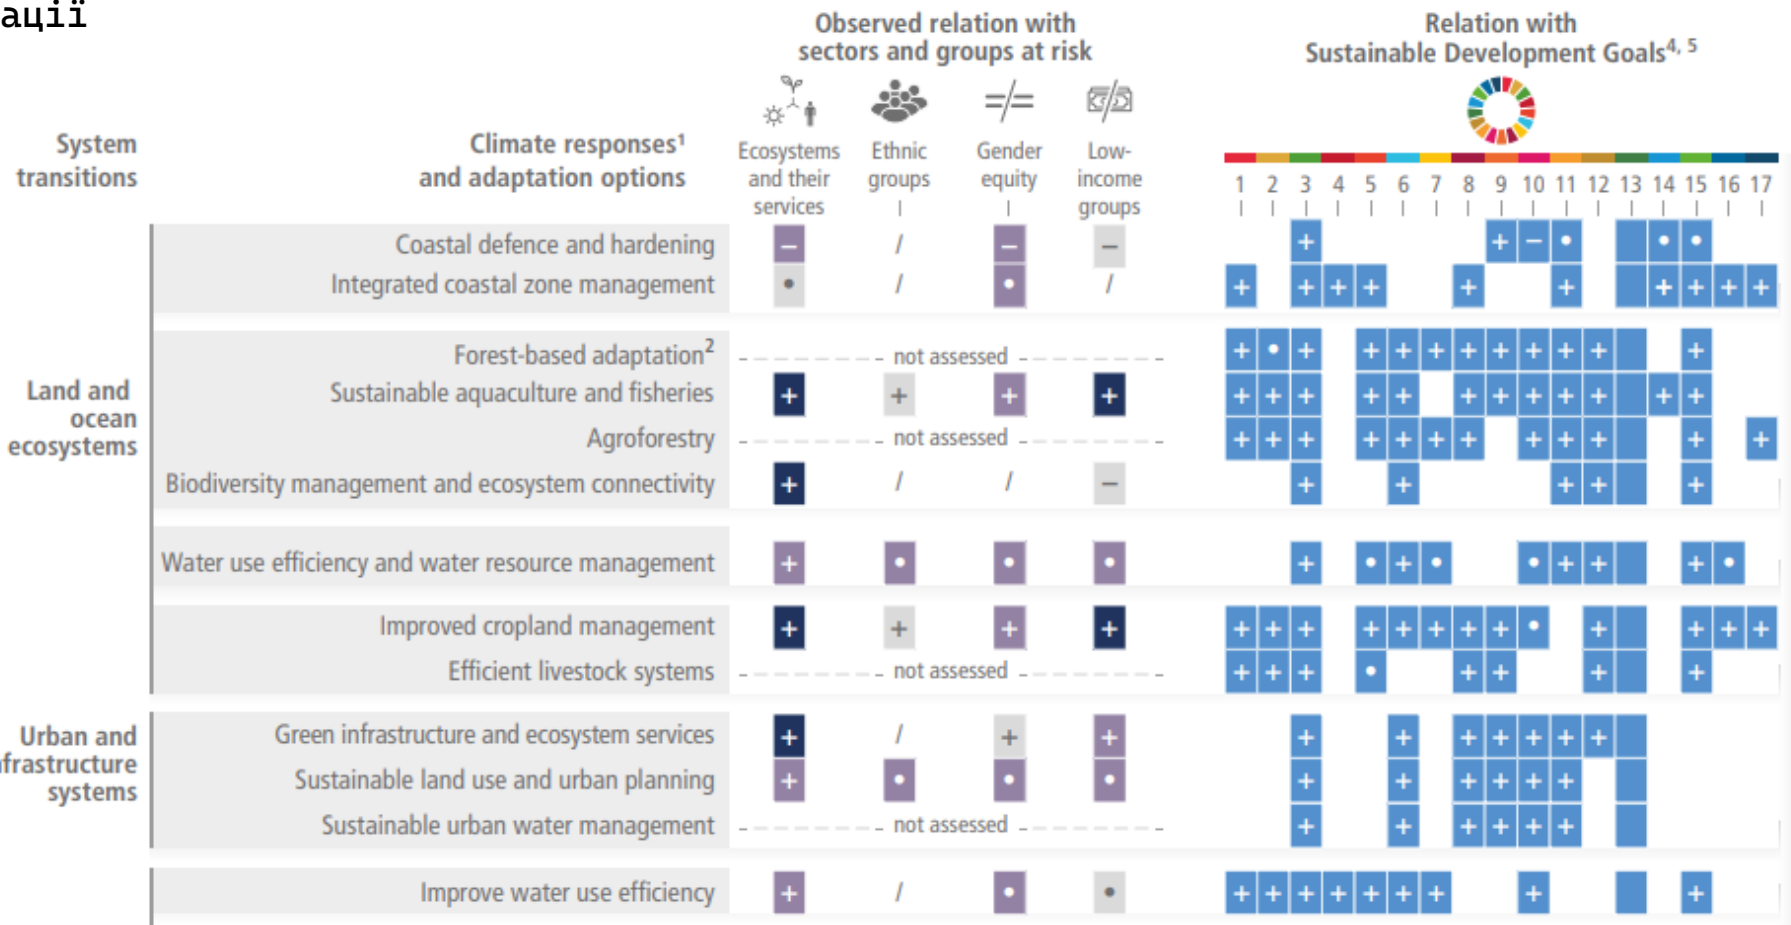 ації
Observed relation with
sectors and groups at risk
Relation with
Sustainable Development Goals4, 5
System
transitions
Climate responses¹
and adaptation options
Ecosystems
and their
services
Ethnic
groups
Gender
equity
Low-
income
groups
1 2 3 4 5 6 7 8 9 10 11 12 13 14 15 16 17
Coastal defence and hardening − / − − + + − • • •
Integrated coastal zone management • / • / + + + + + + + + + +
Land and
ocean
ecosystems
Forest-based adaptation2 not assessed + • + + + + + + + + + +
Sustainable aquaculture and fisheries + + + + + + + + + + + + + + + +
Agroforestry not assessed + + + + + + + + + + + +
Biodiversity management and ecosystem connectivity + / / − + + + + +
Water use efficiency and water resource management + • • • + • + • • + + + •
Improved cropland management + + + + + + + + + + + + • + + + +
Efficient livestock systems not assessed + + + • + + + +
Urban and
nfrastructure
systems
Green infrastructure and ecosystem services + / + + + + + + + + +
Sustainable land use and urban planning + • • • + + + + + +
Sustainable urban water management not assessed + + + + + +
Improve water use efficiency + / • • + + + + + + + + +